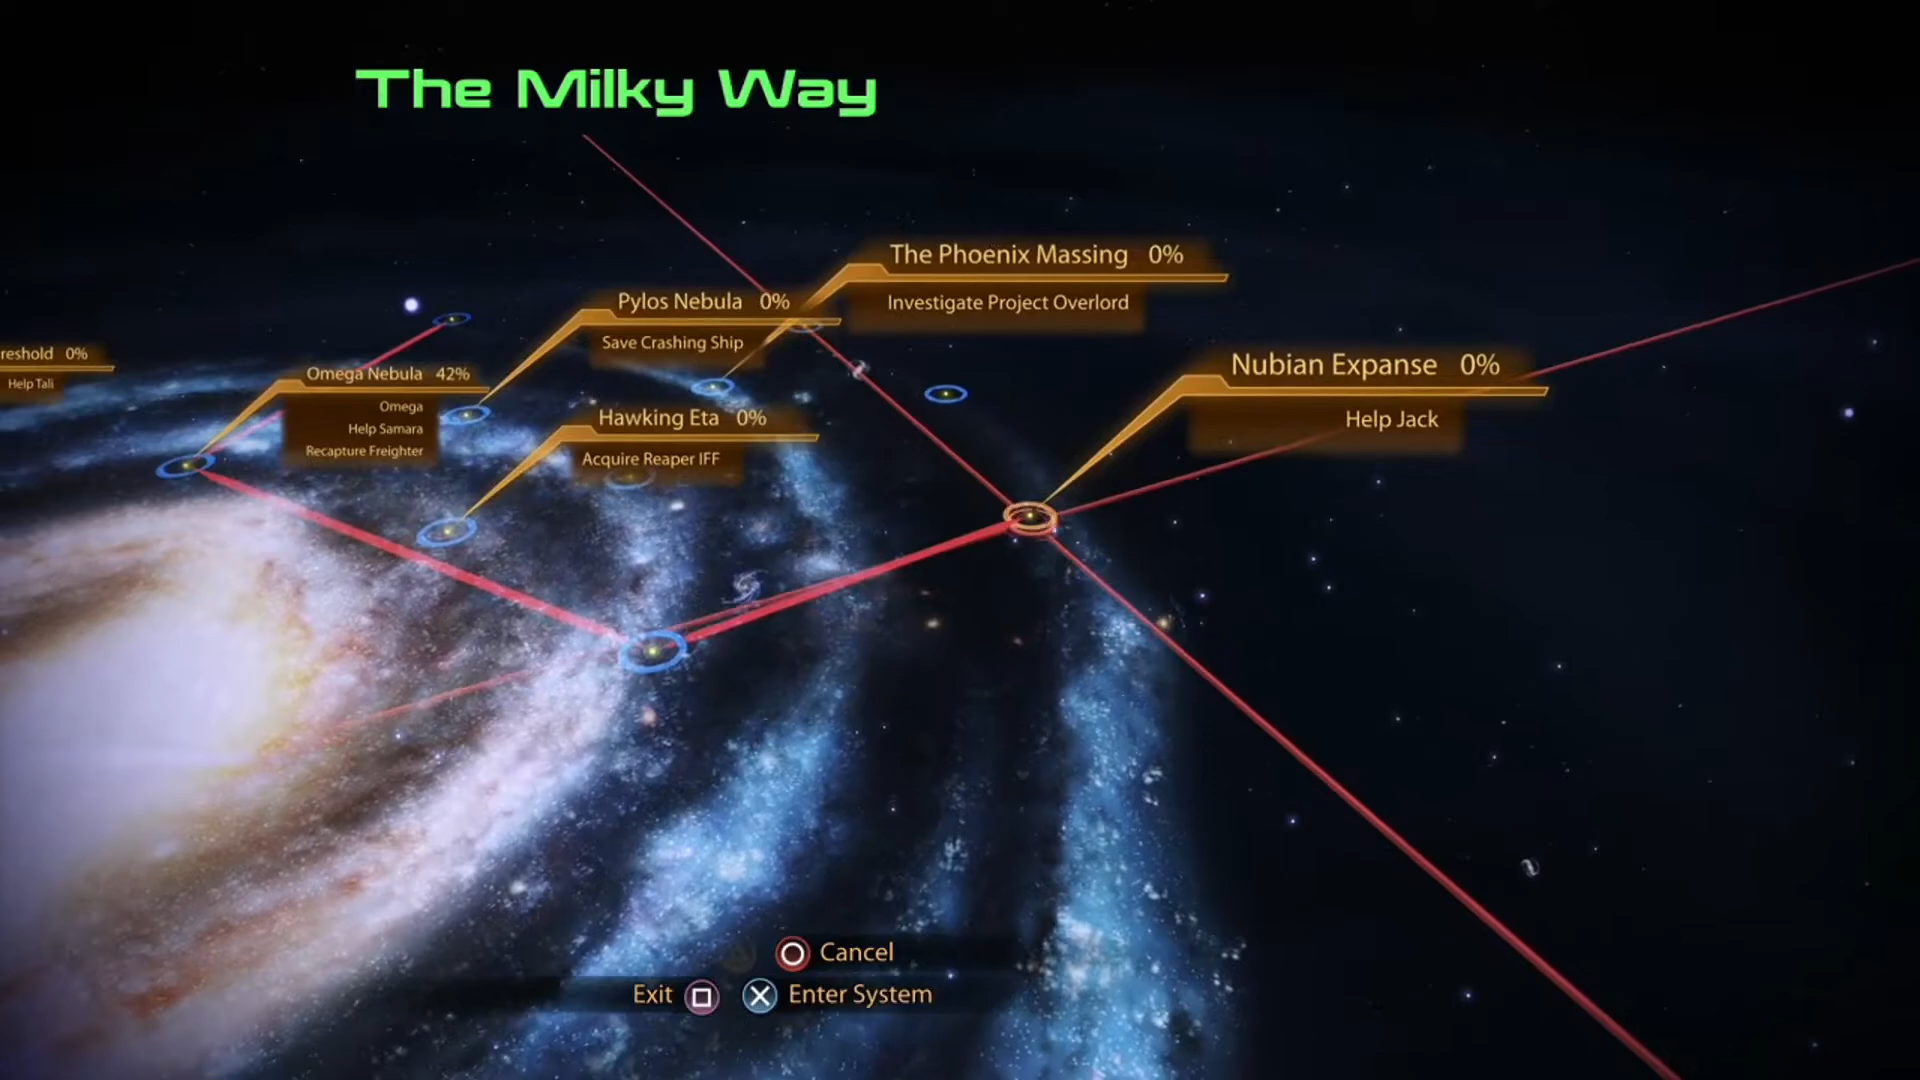 The Milky Way
The Phoenix Massing 0%
Investigate Project Overlord
Pylos Nebula 0%
Save Crashing Ship
reshold 0%
Help Tali
Omega Nebula 42%
Omega
Help Samara
Recapture Freighter
Hawking Eta 0%
Acquire Reaper IFF
Nubian Expanse 0%
Help Jack
Cancel
Exit
Enter System